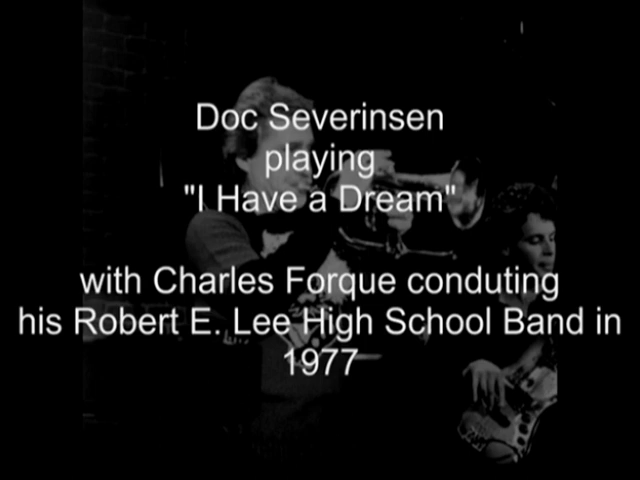 Doc Severinsen
playing
"I Have a Dream"
with Charles Forque conduting
his Robert E. Lee High School Band in
1977